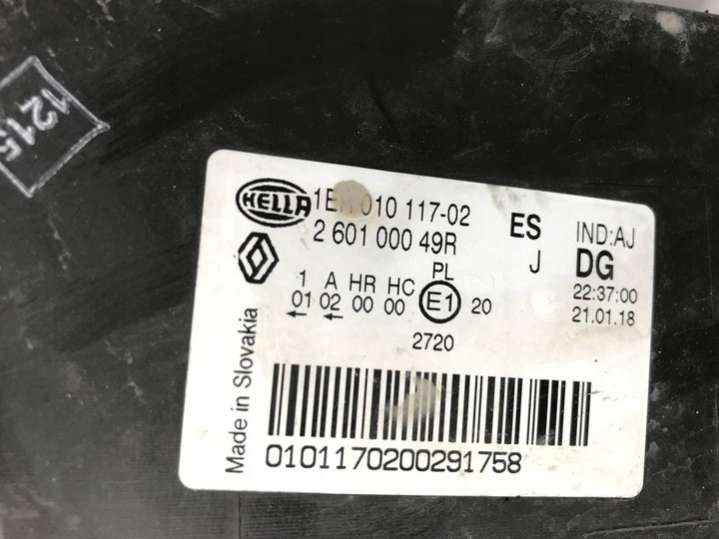 1215
HELLA
010 117-02
ES
IND:AJ
2 601 000 49R
J
DG
22:37:00
21.01.18
PL
1 A HR HC
01 02 00 00
E1
20
2720
Made in Slovakia
0101170200291758